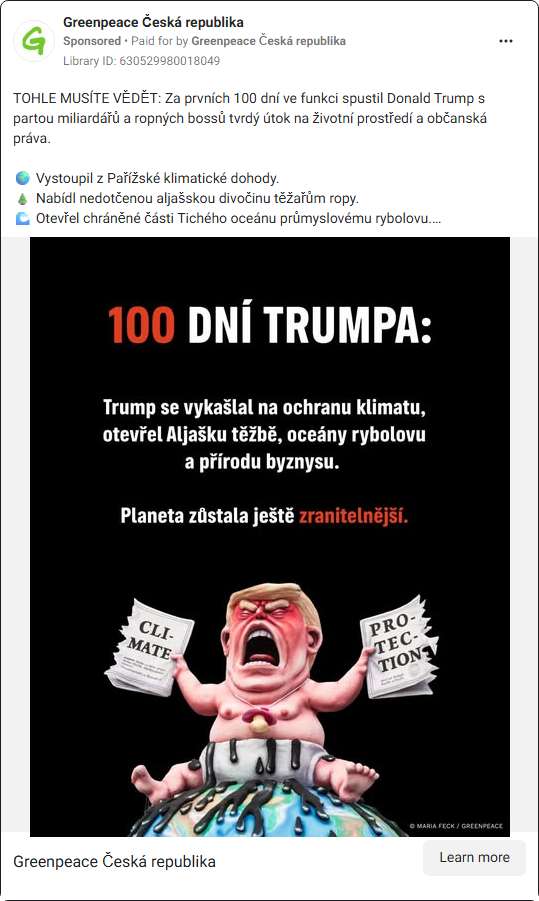 Greenpeace Česká republika
Sponsored • Paid for by Greenpeace Česká republika
Library ID: 630529980018049
TOHLE MUSÍTE VĚDĚT: Za prvních 100 dní ve funkci spustil Donald Trump s
partou miliardářů a ropných bossů tvrdý útok na životní prostředí a občanská
práva.
🌍 Vystoupil z Pařížské klimatické dohody.
🌲 Nabídl nedotčenou aljašskou divočinu těžařům ropy.
🌊 Otevřel chráněné části Tichého oceánu průmyslovému rybolovu....
100 DNÍ TRUMPA:
Trump se vykašlal na ochranu klimatu,
otevřel Aljašku těžbě, oceány rybolovu
a přírodu byznysu.
Planeta zůstala ještě zranitelnější.
CLI-
MATE
PRO-
TEC-
TION
© MARIA FECK / GREENPEACE
Greenpeace Česká republika
Learn more